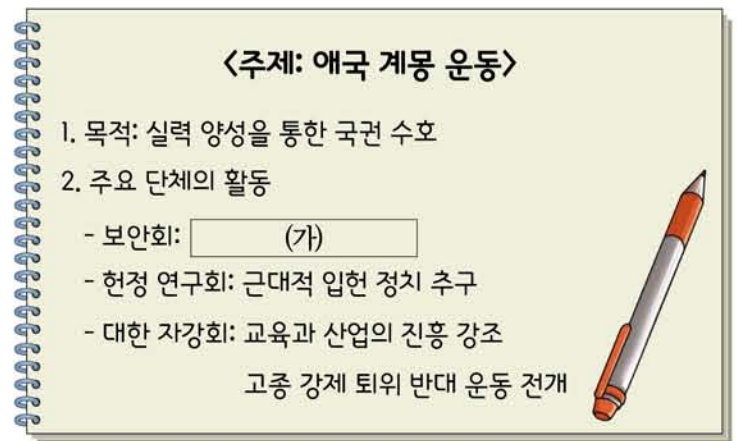 <주제: 애국 계몽 운동>
1. 목적: 실력 양성을 통한 국권 수호
2. 주요 단체의 활동
- 보안회: (가)
- 헌정 연구회: 근대적 입헌 정치 추구
- 대한 자강회: 교육과 산업의 진흥 강조
고종 강제 퇴위 반대 운동 전개